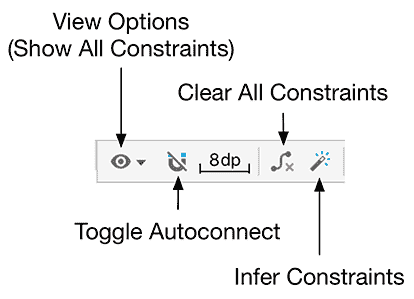 View Options
(Show All Constraints)
Clear All Constraints
8dp
Toggle Autoconnect
Infer Constraints